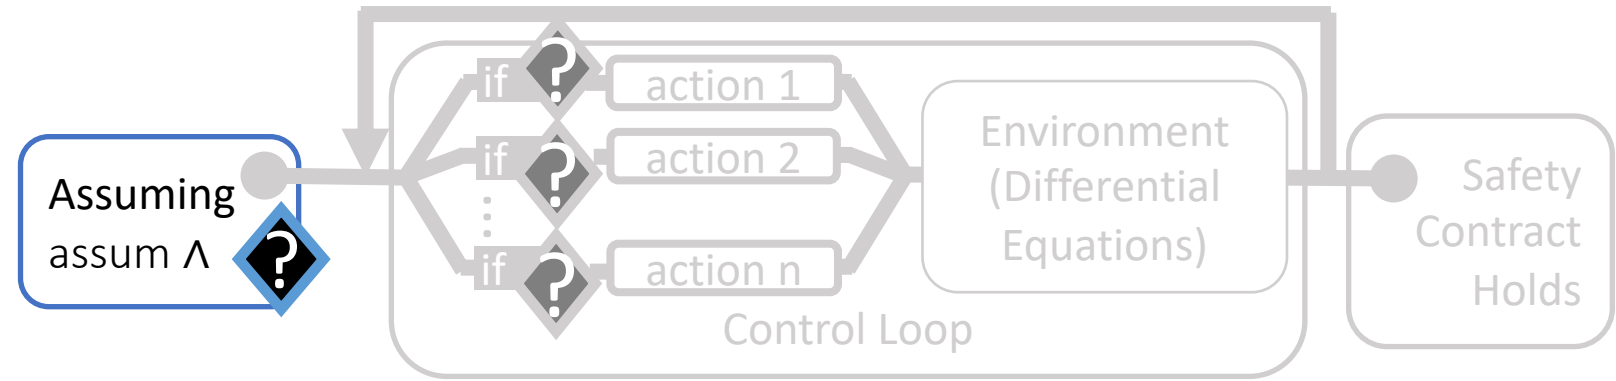 Assuming
assum ∧ ?
if ? action 1
if ? action 2
⋮
if ? action n
Environment
(Differential
Equations)
Control Loop
Safety
Contract
Holds